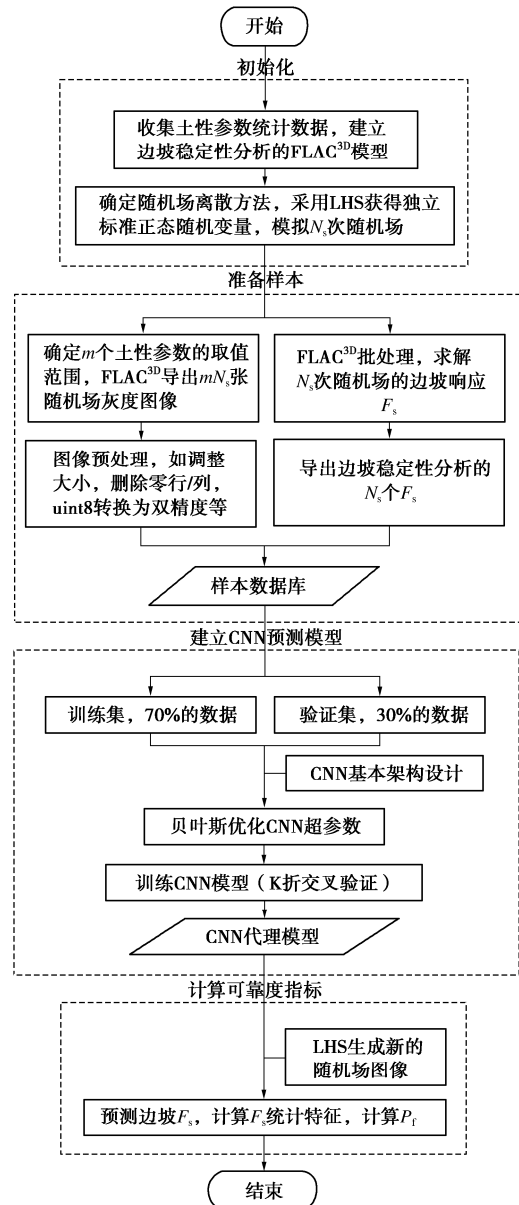 开始
初始化
收集土性参数统计数据，建立
边坡稳定性分析的FLAC3D模型
确定随机场离散方法，采用LHS获得独立
标准正态随机变量，模拟Ns次随机场
准备样本
确定m个土性参数的取值
范围，FLAC3D导出mNs张
随机场灰度图像
FLAC3D批处理，求解
Ns次随机场的边坡响应
Fs
图像预处理，如调整
大小，删除零行/列，
uint8转换为双精度等
导出边坡稳定性分析的
Ns个Fs
样本数据库
建立CNN预测模型
训练集，70%的数据
验证集，30%的数据
CNN基本架构设计
贝叶斯优化CNN超参数
训练CNN模型（K折交叉验证）
CNN代理模型
计算可靠度指标
LHS生成新的
随机场图像
预测边坡Fs，计算Fs统计特征，计算Pf
结束